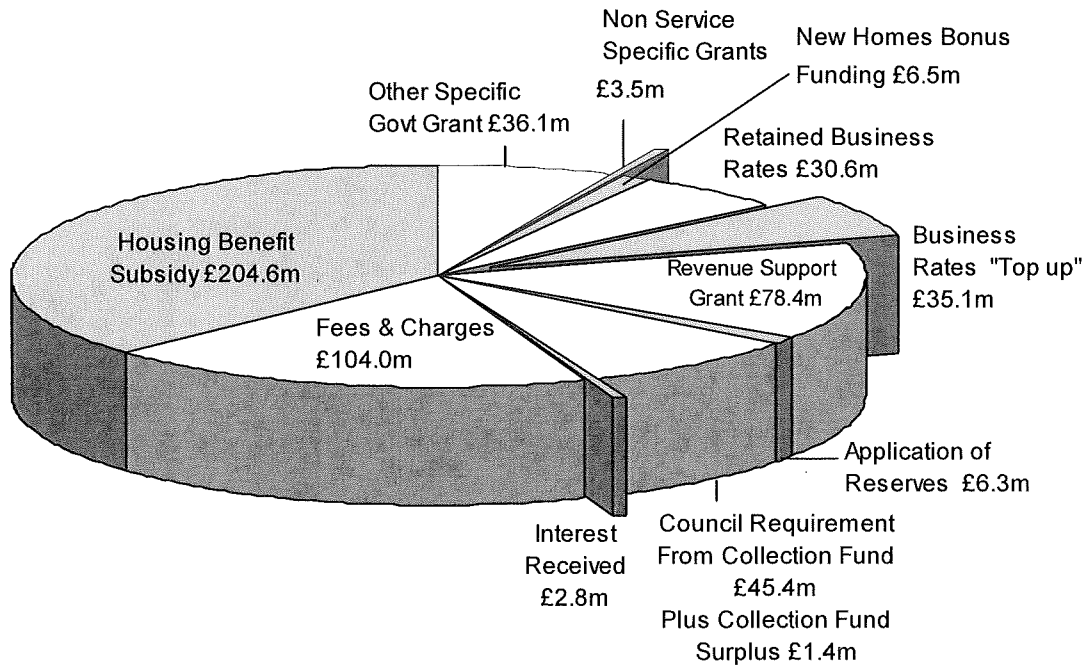 Non Service
Specific Grants
£3.5m
New Homes Bonus
Funding £6.5m
Other Specific
Govt Grant £36.1m
Retained Business
Rates £30.6m
Housing Benefit
Subsidy £204.6m
Business
Rates "Top up"
£35.1m
Revenue Support
Grant £78.4m
Fees & Charges
£104.0m
Application of
Reserves £6.3m
Interest
Received
£2.8m
Council Requirement
From Collection Fund
£45.4m
Plus Collection Fund
Surplus £1.4m